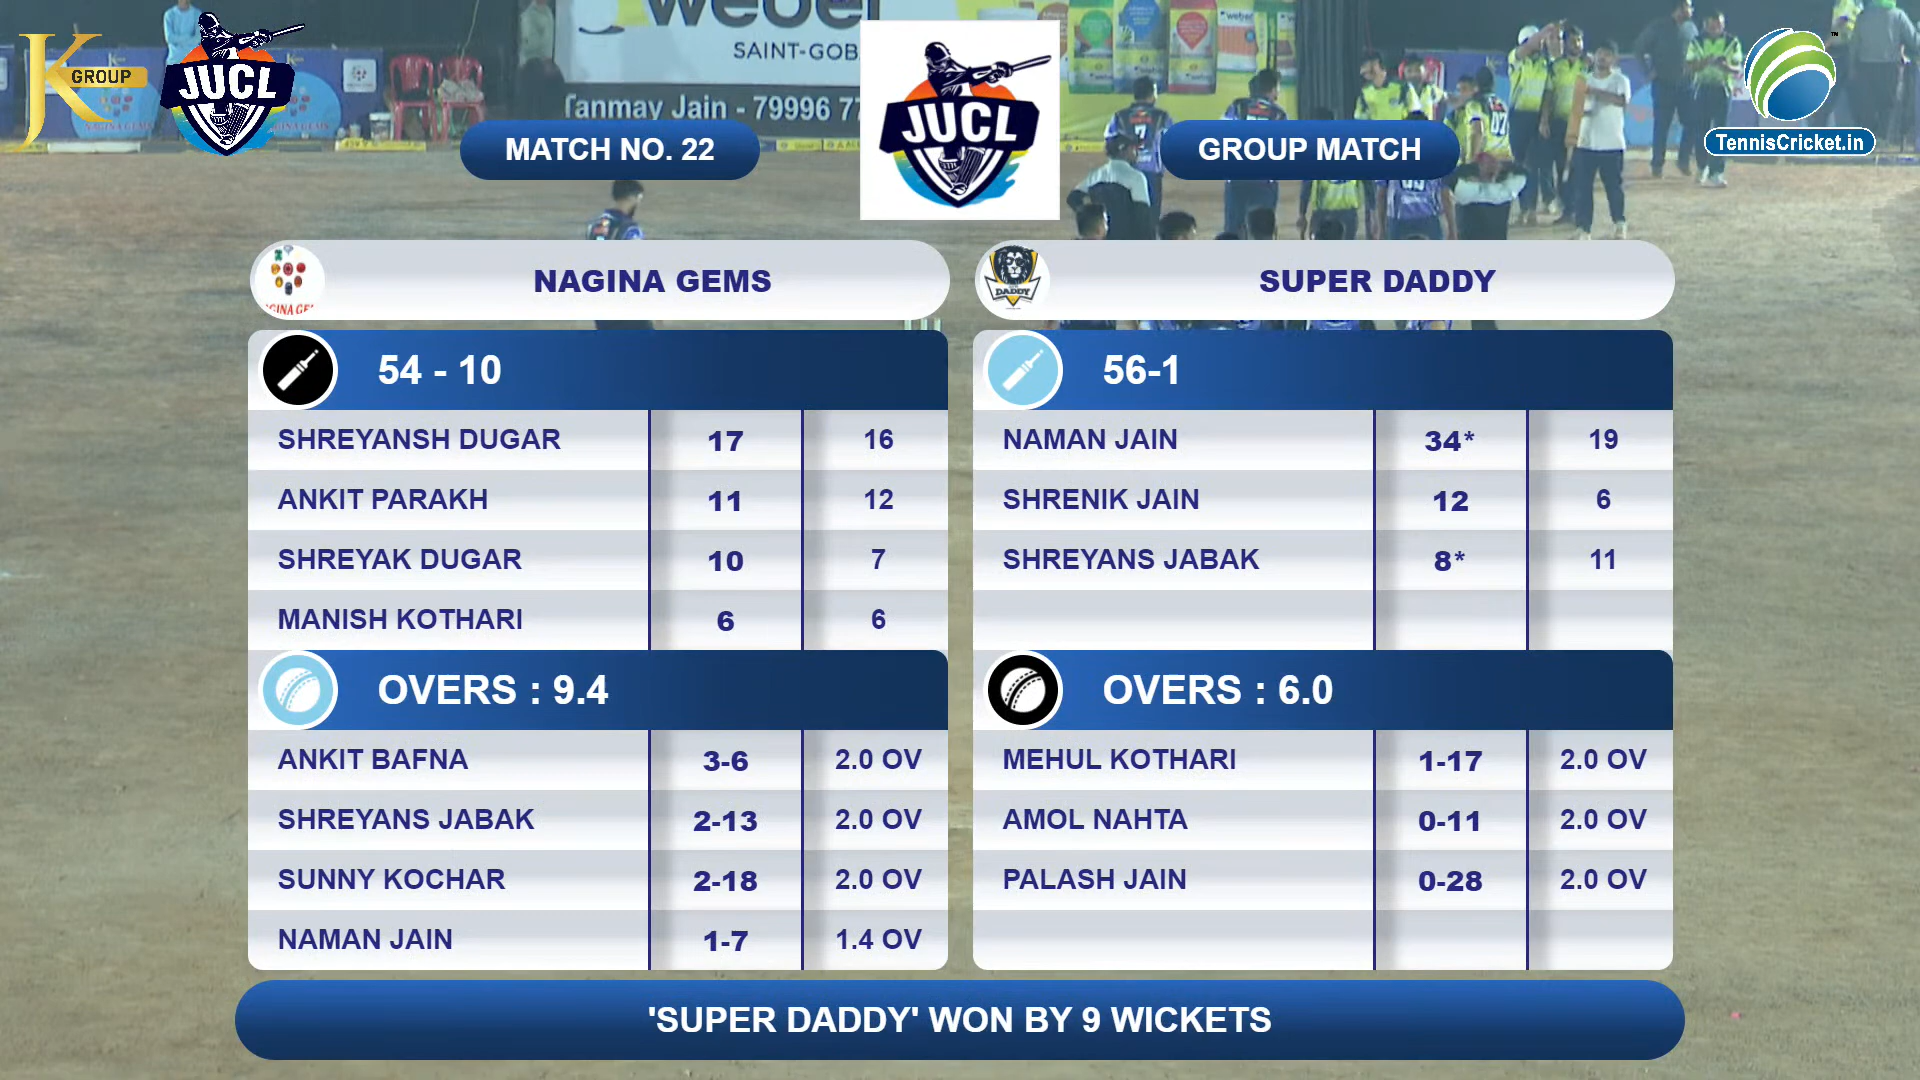 K
GROUP
JUCL
weber
SAINT-GOB
Tanmay Jain - 79996 77
JUCL
TennisCricket.in
MATCH NO. 22
GROUP MATCH
NAGINA GEMS
SUPER DADDY
DADDY
54 - 10
SHREYANSH DUGAR 17 16
ANKIT PARAKH 11 12
SHREYAK DUGAR 10 7
MANISH KOTHARI 6 6
OVERS : 9.4
ANKIT BAFNA 3-6 2.0 OV
SHREYANS JABAK 2-13 2.0 OV
SUNNY KOCHAR 2-18 2.0 OV
NAMAN JAIN 1-7 1.4 OV
56-1
NAMAN JAIN 34* 19
SHRENIK JAIN 12 6
SHREYANS JABAK 8* 11
OVERS : 6.0
MEHUL KOTHARI 1-17 2.0 OV
AMOL NAHTA 0-11 2.0 OV
PALASH JAIN 0-28 2.0 OV
'SUPER DADDY' WON BY 9 WICKETS